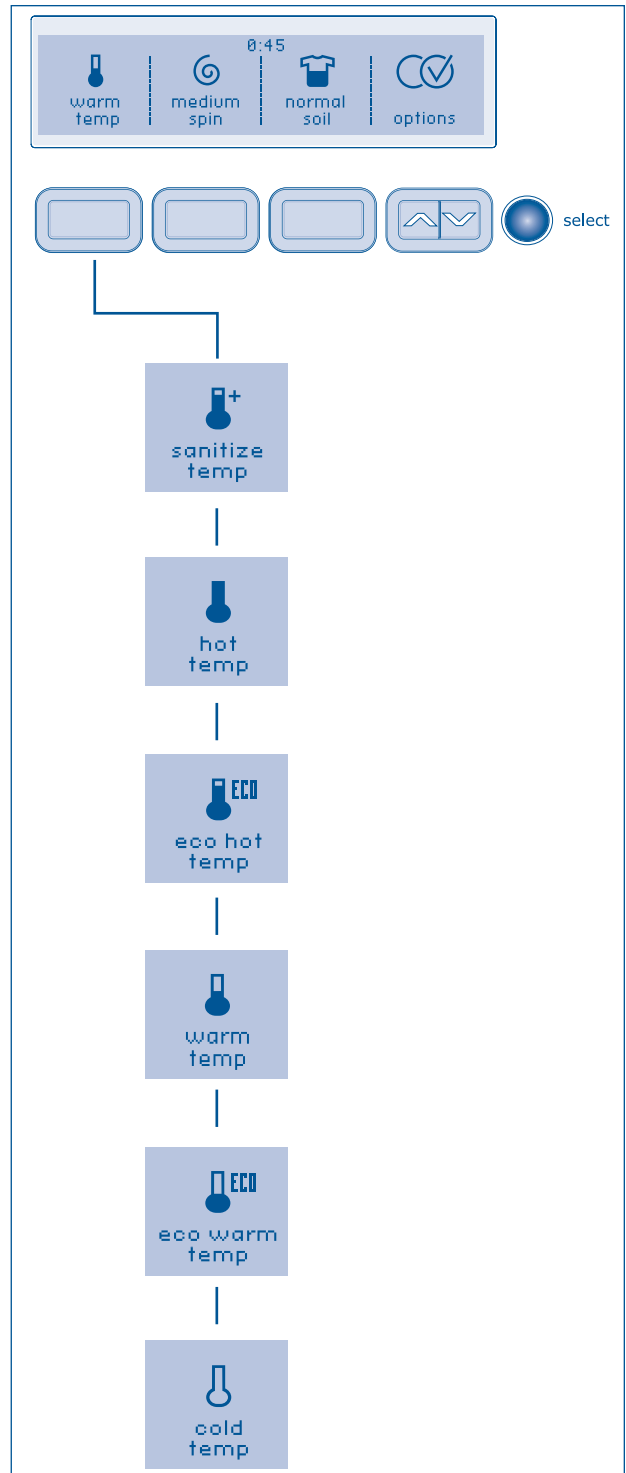 0:45
warm temp
medium spin
normal soil
options
select
sanitize
temp
hot
temp
ECO
eco hot
temp
warm
temp
ECO
eco warm
temp
cold
temp